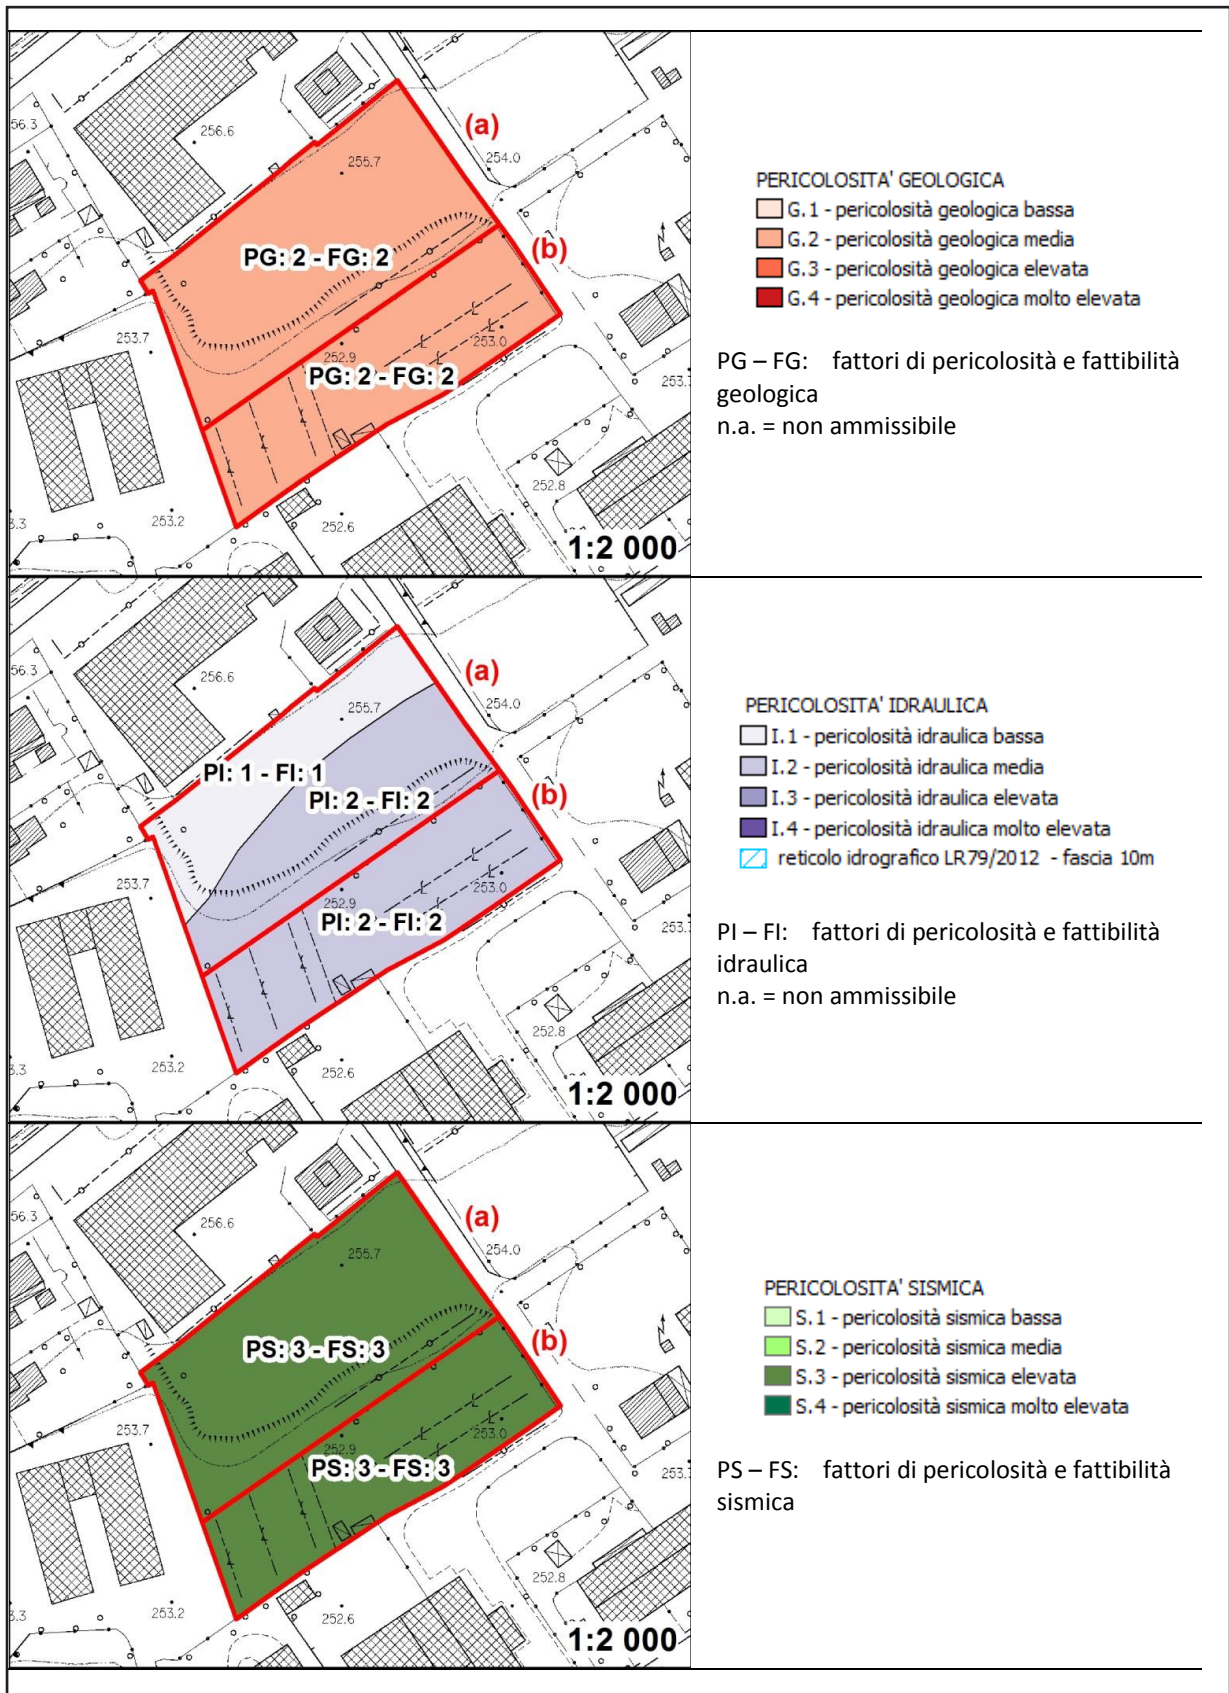 56.3
256.6
255.7
(a)
254.0
PG: 2 - FG: 2
(b)
253.7
252.9
253.0
PG: 2 - FG: 2
253.2
252.6
252.8
1:2 000
PERICOLOSITA' GEOLOGICA
G.1 - pericolosità geologica bassa
G.2 - pericolosità geologica media
G.3 - pericolosità geologica elevata
G.4 - pericolosità geologica molto elevata
PG – FG: fattori di pericolosità e fattibilità
geologica
n.a. = non ammissibile
56.3
256.6
255.7
(a)
254.0
PI: 1 - FI: 1
PI: 2 - FI: 2
(b)
253.7
252.9
253.0
PI: 2 - FI: 2
253.2
252.6
252.8
1:2 000
PERICOLOSITA' IDRAULICA
I.1 - pericolosità idraulica bassa
I.2 - pericolosità idraulica media
I.3 - pericolosità idraulica elevata
I.4 - pericolosità idraulica molto elevata
reticolo idrografico LR79/2012 - fascia 10m
PI – FI: fattori di pericolosità e fattibilità
idraulica
n.a. = non ammissibile
56.3
256.6
255.7
(a)
254.0
PS: 3 - FS: 3
(b)
253.7
252.9
253.0
PS: 3 - FS: 3
253.2
252.6
252.8
1:2 000
PERICOLOSITA' SISMICA
S.1 - pericolosità sismica bassa
S.2 - pericolosità sismica media
S.3 - pericolosità sismica elevata
S.4 - pericolosità sismica molto elevata
PS – FS: fattori di pericolosità e fattibilità
sismica